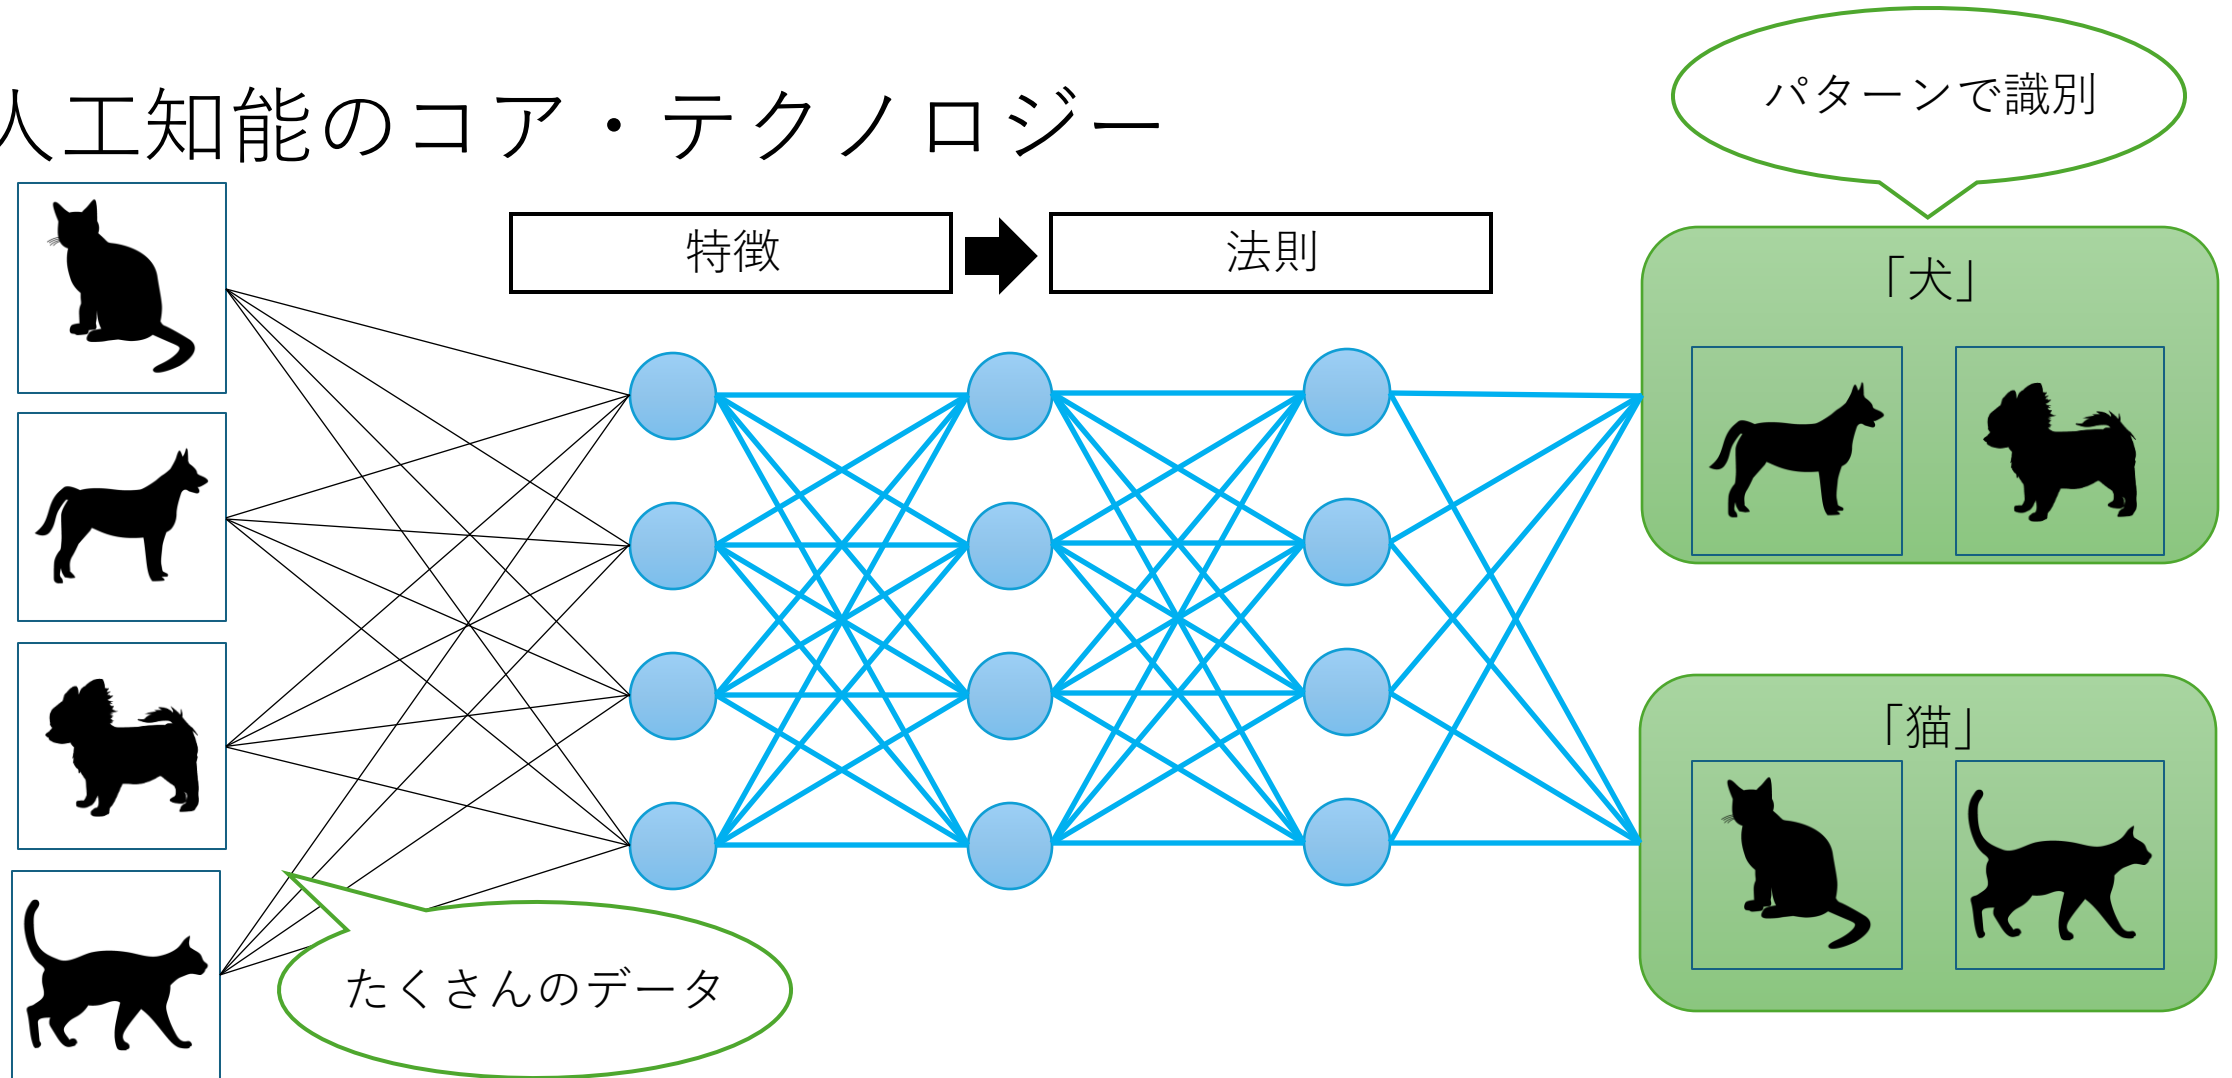 人工知能のコア・テクノロジー
パターンで識別
特徴
法則
「犬」
「猫」
たくさんのデータ